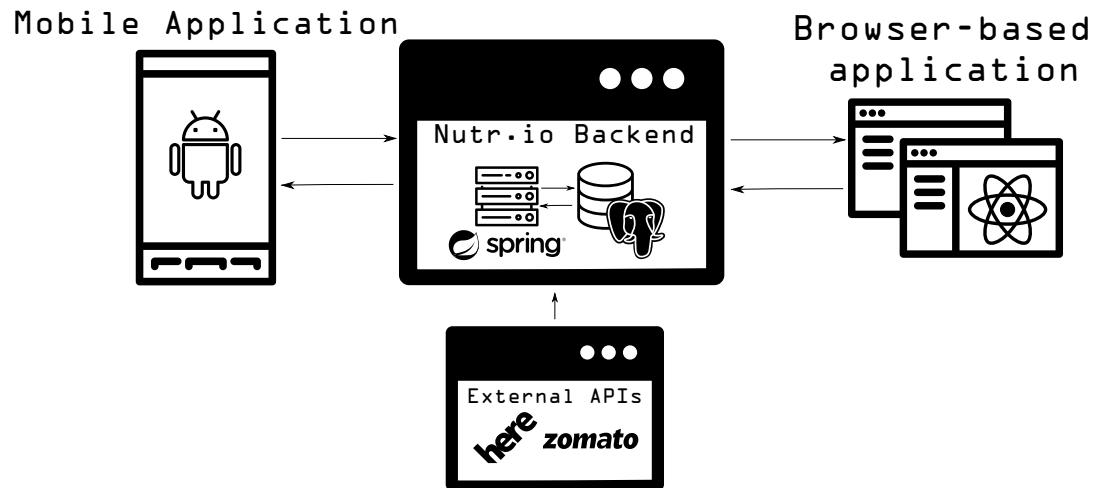 Mobile Application
Browser-based
application
Nutr.io Backend
spring
External APIs
here
zomato